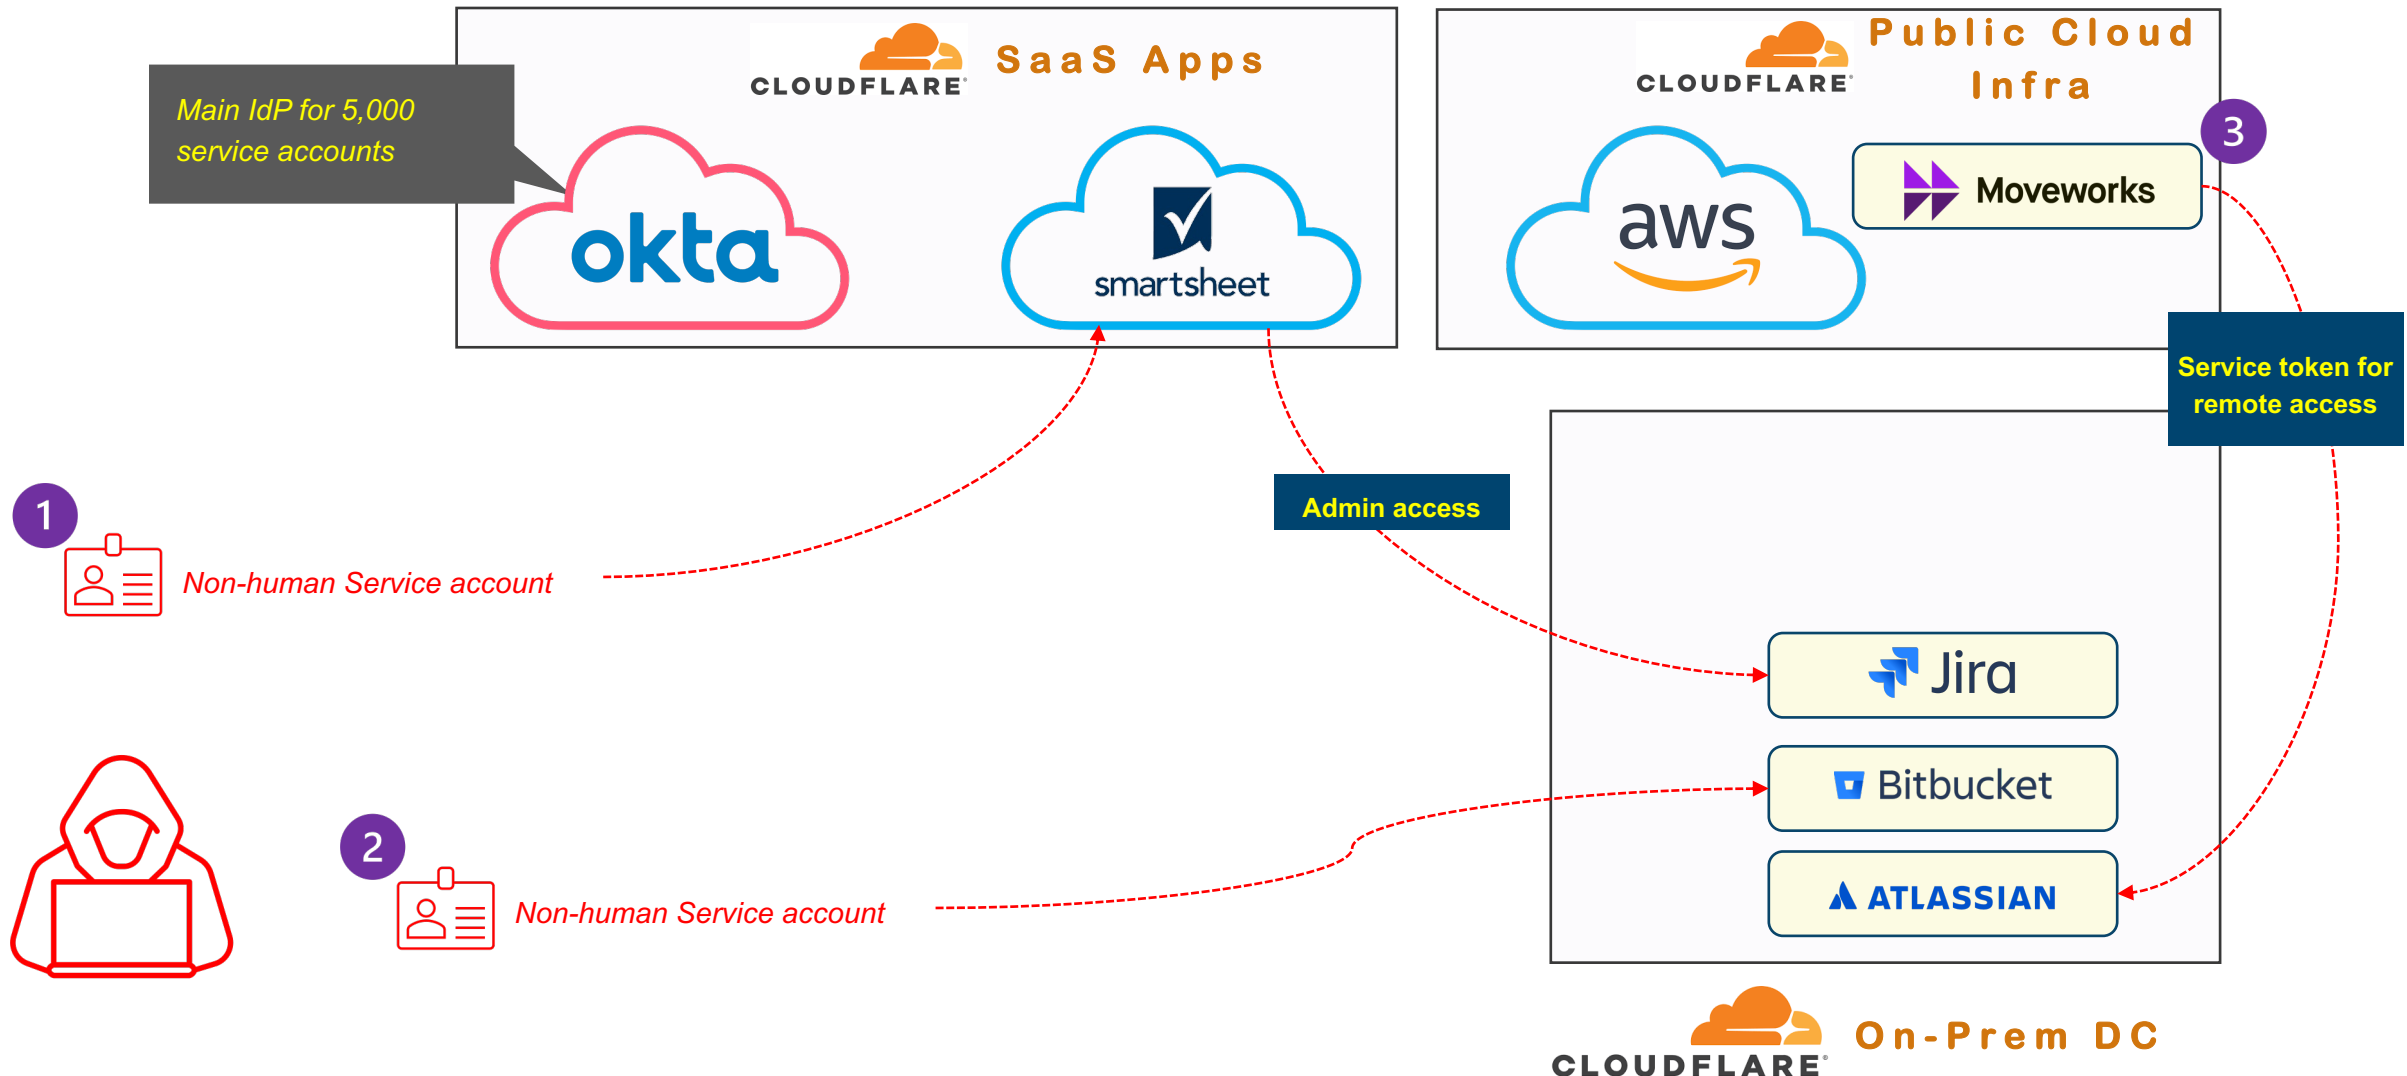 CLOUDFLARE®
SaaS Apps
CLOUDFLARE®
Public Cloud
Infra
Main IdP for 5,000
service accounts
okta
smartsheet
aws
3
Moveworks
Service token for
remote access
1
Non-human Service account
Admin access
Jira
2
Non-human Service account
Bitbucket
ATLASSIAN
CLOUDFLARE®
On-Prem DC